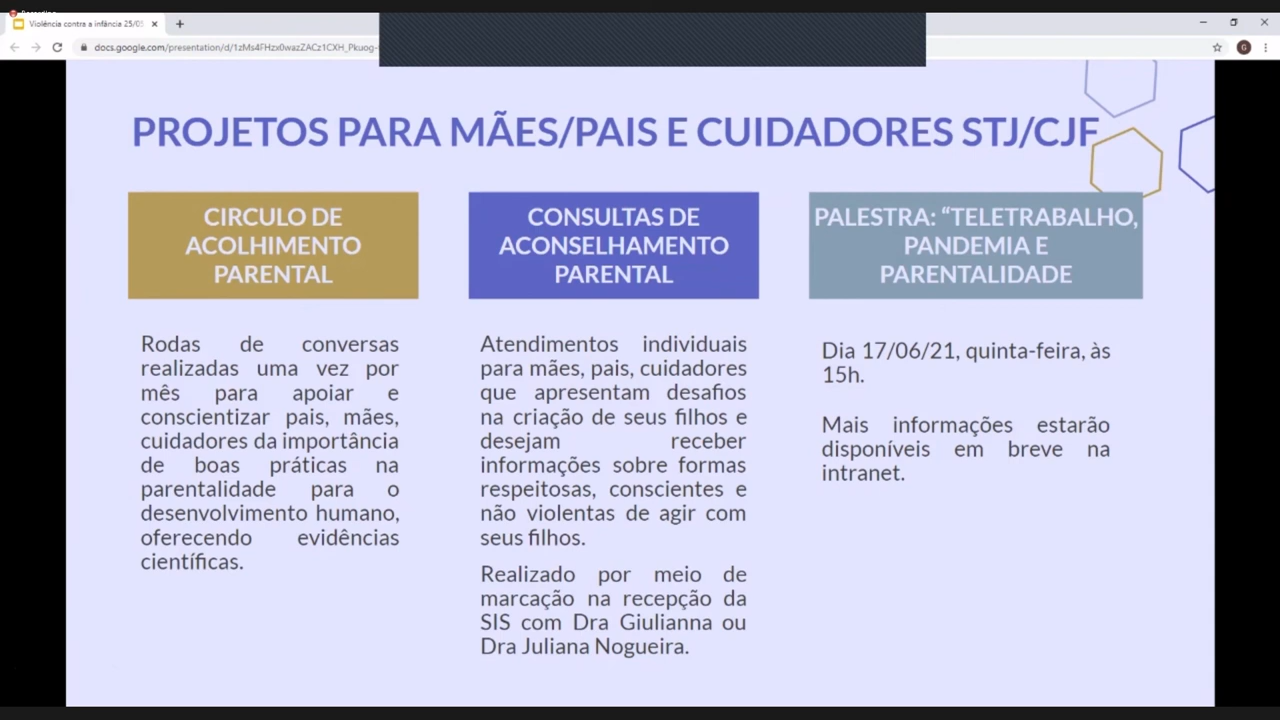 Violência contra a infância 25/05
docs.google.com/presentation/d/1zMs4FHzx0wazZACz1CXH_Pkuog-
G
PROJETOS PARA MÃES/PAIS E CUIDADORES STJ/CJF
CIRCULO DE
ACOLHIMENTO
PARENTAL
Rodas de conversas
realizadas uma vez por
mês para apoiar e
conscientizar pais, mães,
cuidadores da importância
de boas práticas na
parentalidade para o
desenvolvimento humano,
oferecendo evidências
científicas.
CONSULTAS DE
ACONSELHAMENTO
PARENTAL
Atendimentos individuais
para mães, pais, cuidadores
que apresentam desafios
na criação de seus filhos e
desejam receber
informações sobre formas
respeitosas, conscientes e
não violentas de agir com
seus filhos.
Realizado por meio de
marcação na recepção da
SIS com Dra Giulianna ou
Dra Juliana Nogueira.
PALESTRA: “TELETRABALHO,
PANDEMIA E
PARENTALIDADE
Dia 17/06/21, quinta-feira, às
15h.
Mais informações estarão
disponíveis em breve na
intranet.